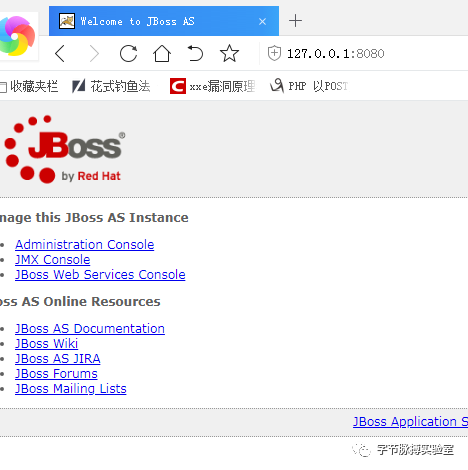 Welcome to JBoss AS
127.0.0.1:8080
收藏夹栏 花式钓鱼法 xxe漏洞原理 PHP 以POST
JBoss®
by Red Hat
nage this JBoss AS Instance
Administration Console
JMX Console
JBoss Web Services Console
oss AS Online Resources
JBoss AS Documentation
JBoss Wiki
JBoss AS JIRA
JBoss Forums
JBoss Mailing Lists
JBoss Application S
字节脉搏实验室